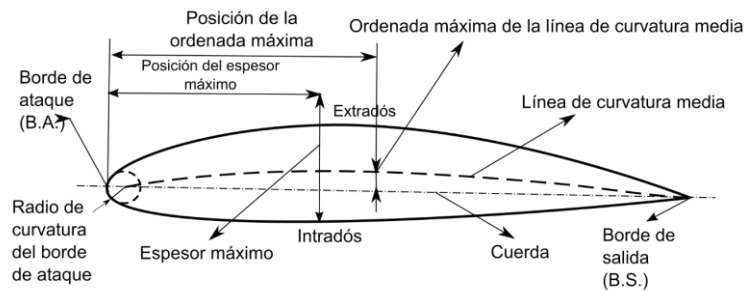 Posición de la
ordenada máxima
Ordenada máxima de la línea de curvatura media
Posición del espesor
máximo
Borde de
ataque
(B.A.)
Extradós
Línea de curvatura media
Radio de
curvatura
del borde
de ataque
Espesor máximo
Intradós
Cuerda
Borde de
salida
(B.S.)